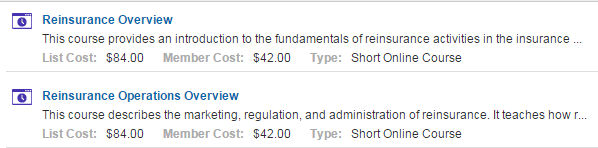 Reinsurance Overview
This course provides an introduction to the fundamentals of reinsurance activities in the insurance ...
List Cost: $84.00 Member Cost: $42.00 Type: Short Online Course
Reinsurance Operations Overview
This course describes the marketing, regulation, and administration of reinsurance. It teaches how r...
List Cost: $84.00 Member Cost: $42.00 Type: Short Online Course